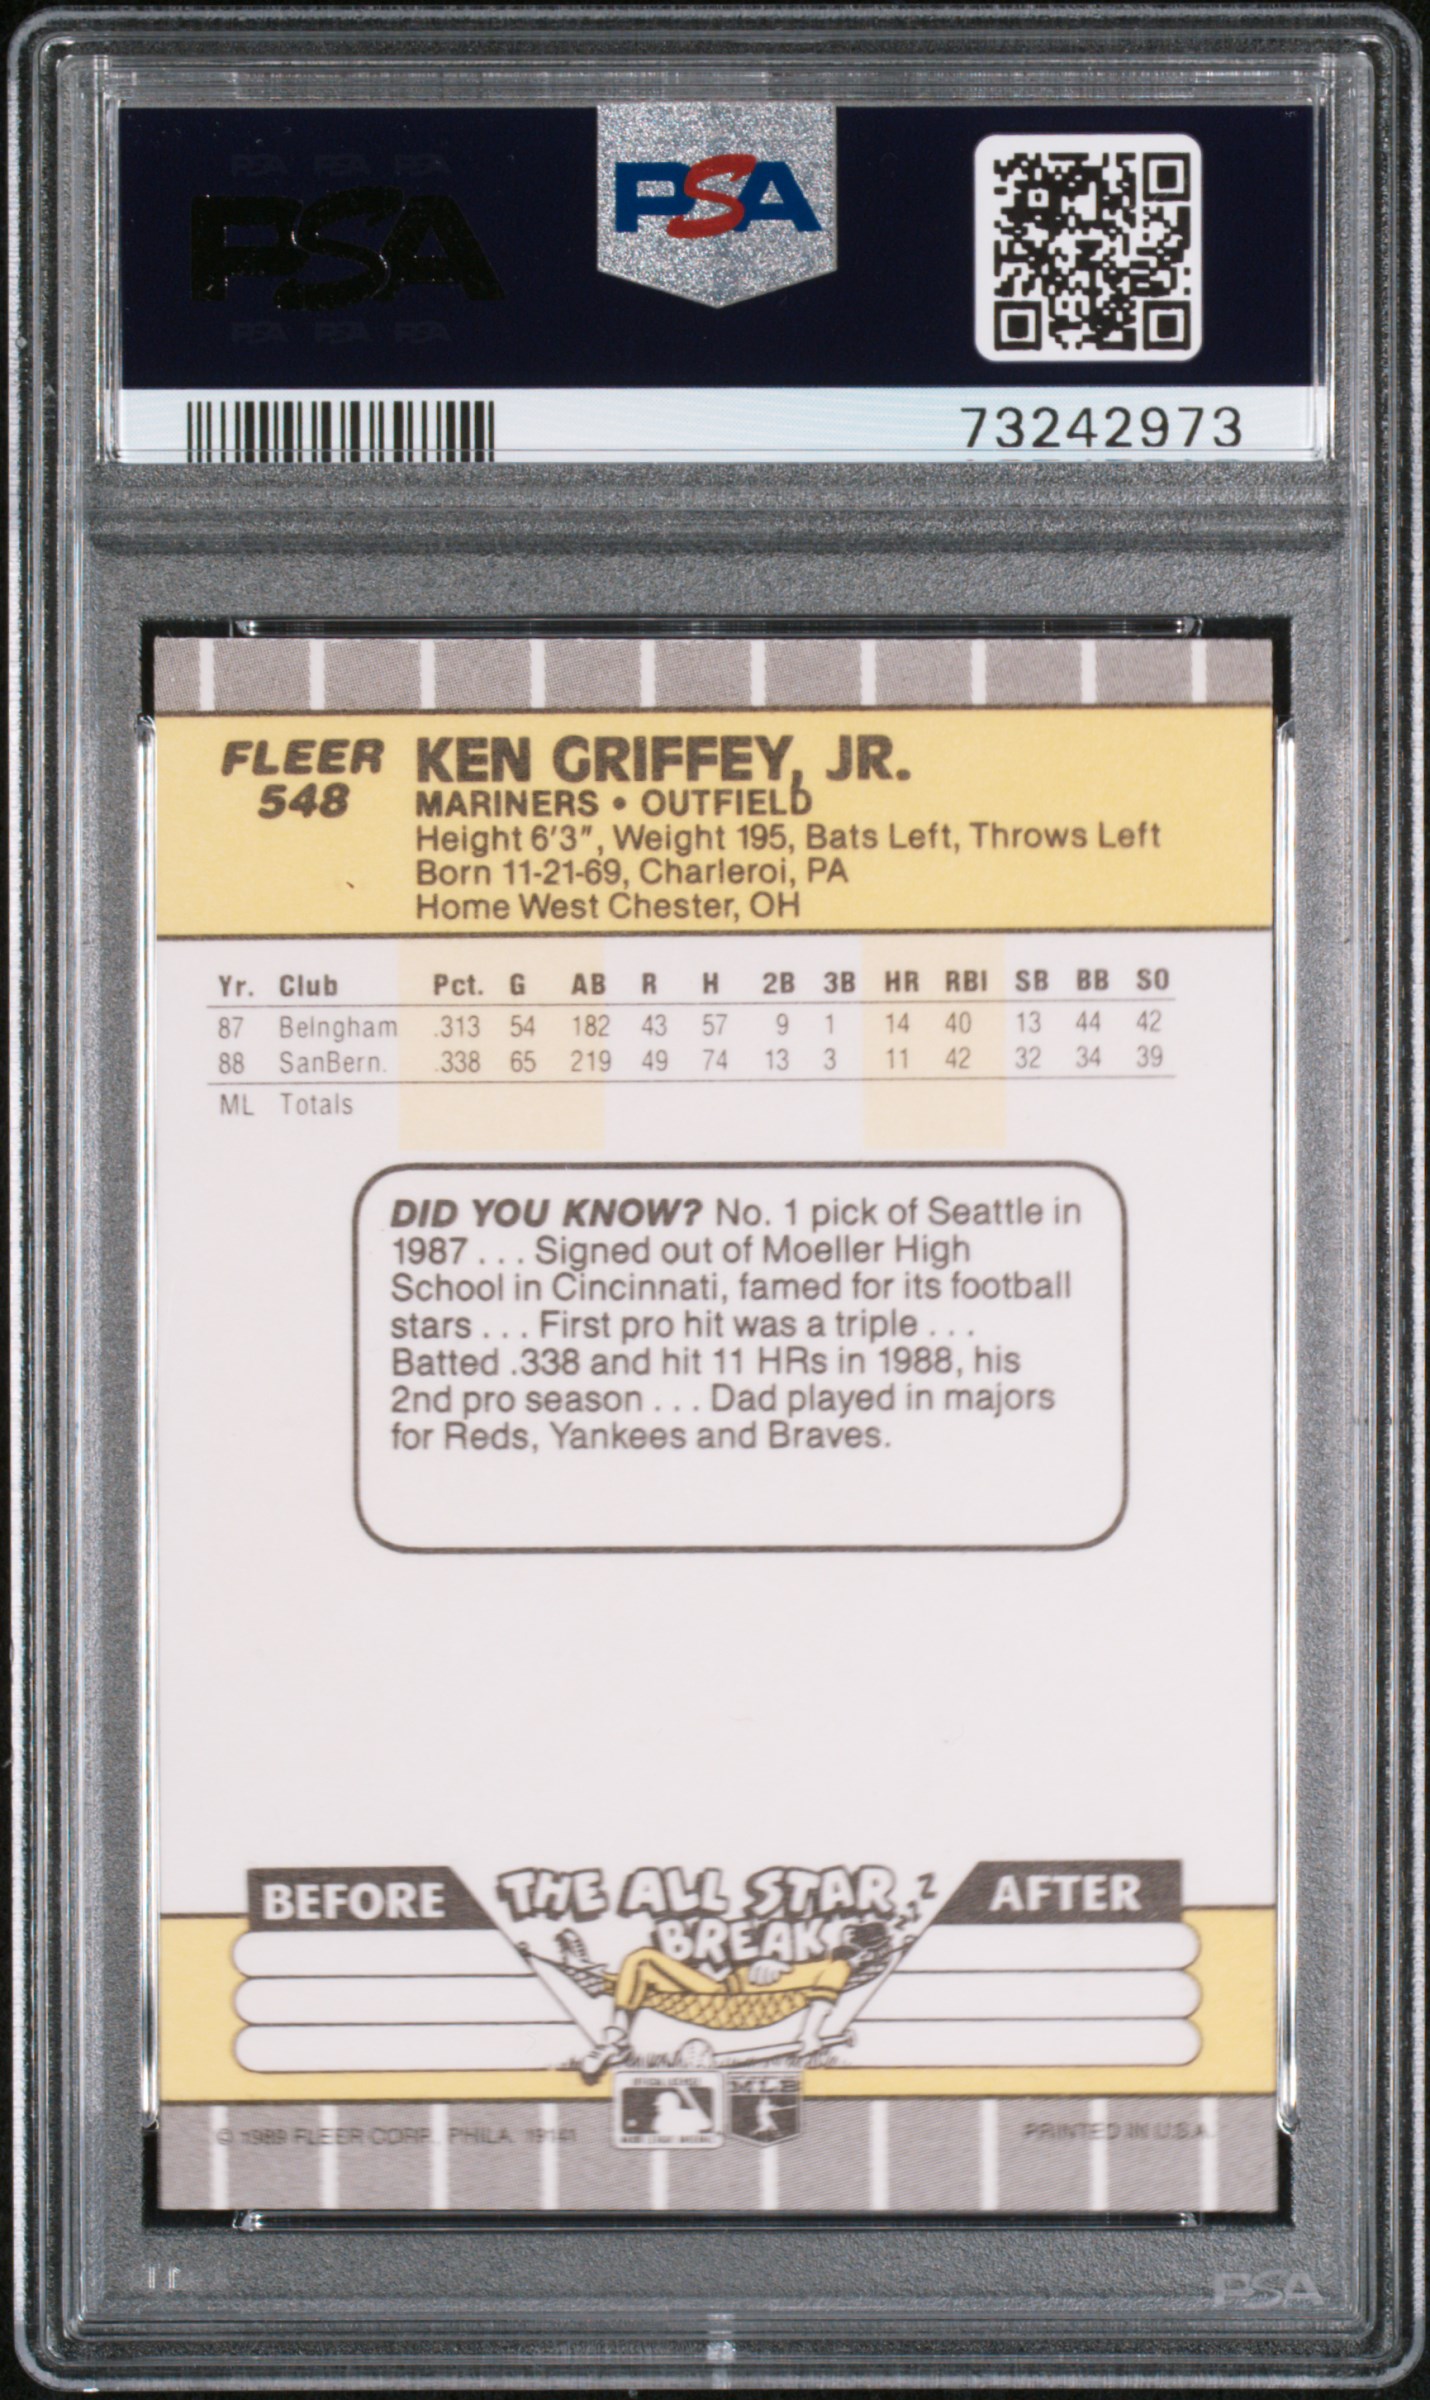 PSA PSA PSA
PSA
PSA PSA PSA
PSA
73242973
FLEER
548
KEN GRIFFEY, JR.
MARINERS • OUTFIELD
Height 6'3", Weight 195, Bats Left, Throws Left
Born 11-21-69, Charleroi, PA
Home West Chester, OH
Yr. Club Pct. G AB R H 2B 3B HR RBI SB BB SO
87 Belngham .313 54 182 43 57 9 1 14 40 13 44 42
88 SanBern. .338 65 219 49 74 13 3 11 42 32 34 39
ML Totals
DID YOU KNOW? No. 1 pick of Seattle in
1987 . . . Signed out of Moeller High
School in Cincinnati, famed for its football
stars . . . First pro hit was a triple . . .
Batted .338 and hit 11 HRs in 1988, his
2nd pro season . . . Dad played in majors
for Reds, Yankees and Braves.
BEFORE
THE ALL STAR
BREAK
Z
AFTER
MLB
© 1989 FLEER CORP., PHILA. 19141
PRINTED IN U.S.A.
PSA